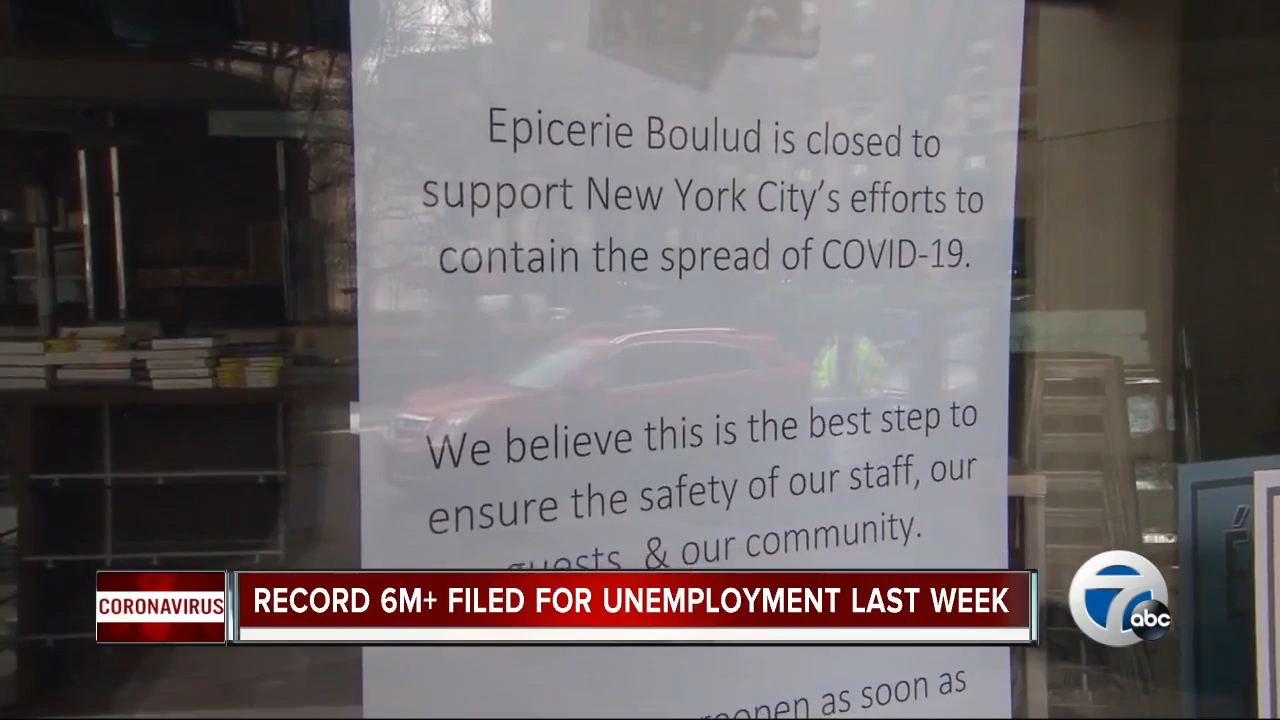 Epicerie Boulud is closed to
support New York City's efforts to
contain the spread of COVID-19.
We believe this is the best step to
ensure the safety of our staff, our
guests & our community.
CORONAVIRUS
RECORD 6M+ FILED FOR UNEMPLOYMENT LAST WEEK
7
abc
reopen as soon as